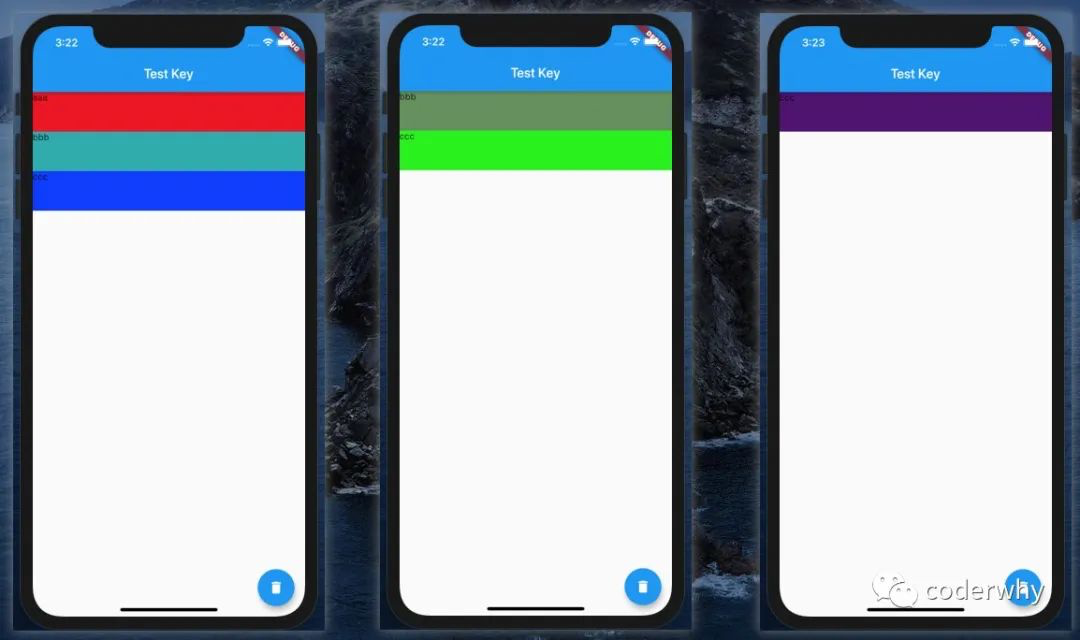 3:22
DEBUG
Test Key
aaa
bbb
ccc
3:22
DEBUG
Test Key
bbb
ccc
3:23
DEBUG
Test Key
ccc
coderwhy